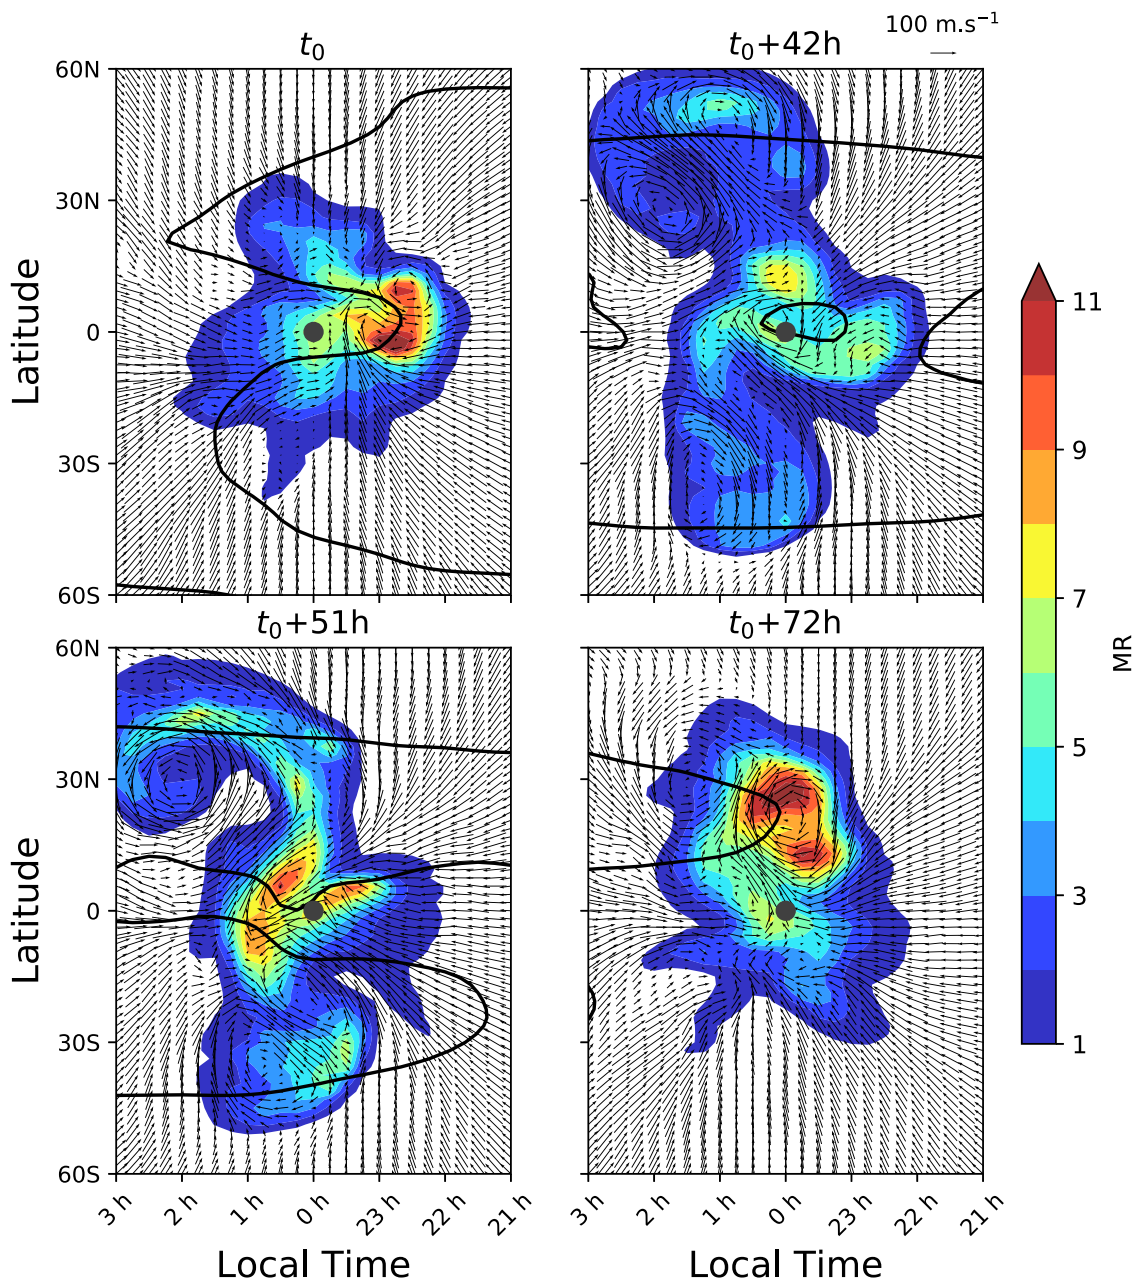 100 m.s⁻¹
t₀
t₀+42h
60N
30N
0
30S
60S
Latitude
t₀+51h
t₀+72h
60N
30N
0
30S
60S
Latitude
3 h
2 h
1 h
0 h
23 h
22 h
21 h
3 h
2 h
1 h
0 h
23 h
22 h
21 h
Local Time
Local Time
11
9
7
5
3
1
MR